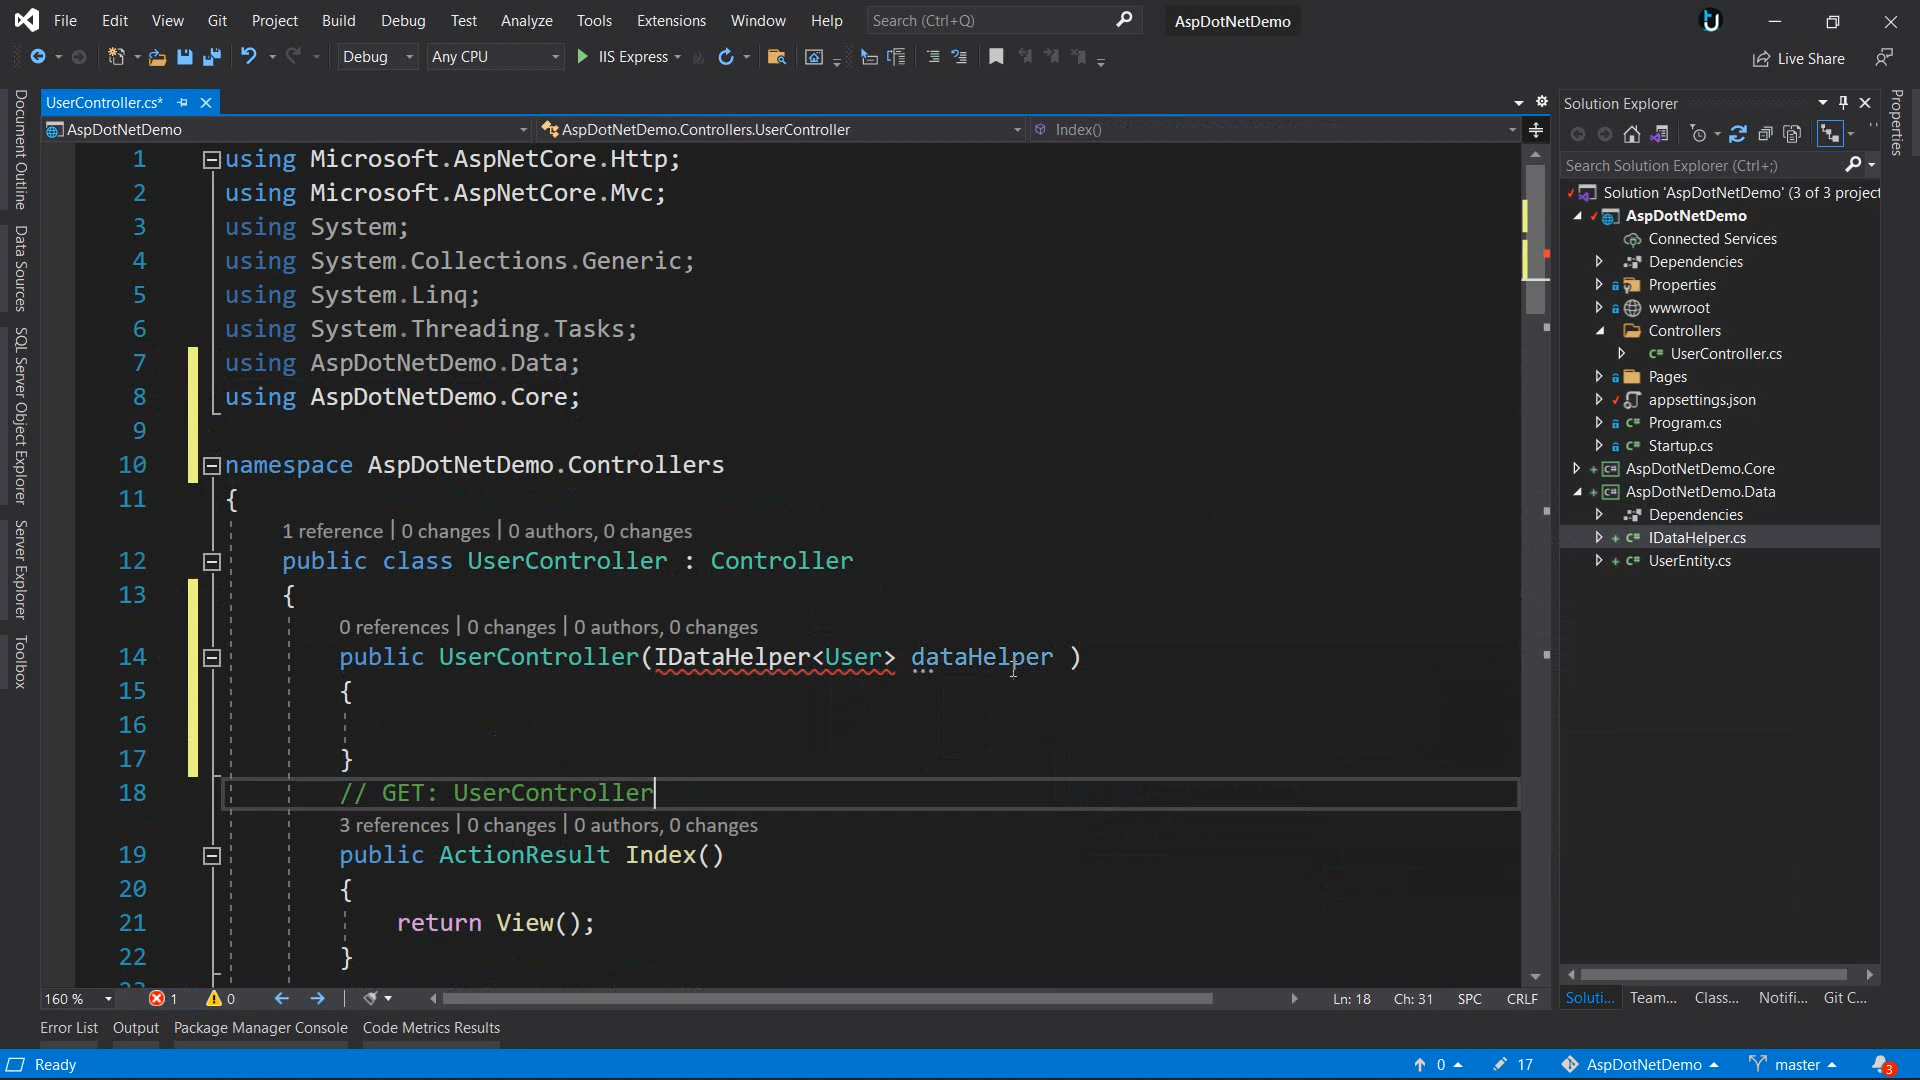 File Edit View Git Project Build Debug Test Analyze Tools Extensions Window Help Search (Ctrl+Q) AspDotNetDemo
Debug Any CPU IIS Express Live Share
UserController.cs*
AspDotNetDemo AspDotNetDemo.Controllers.UserController Index()
1 using Microsoft.AspNetCore.Http;
2 using Microsoft.AspNetCore.Mvc;
3 using System;
4 using System.Collections.Generic;
5 using System.Linq;
6 using System.Threading.Tasks;
7 using AspDotNetDemo.Data;
8 using AspDotNetDemo.Core;
9
10 namespace AspDotNetDemo.Controllers
11 {
1 reference | 0 changes | 0 authors, 0 changes
12 public class UserController : Controller
13 {
0 references | 0 changes | 0 authors, 0 changes
14 public UserController(IDataHelper<User> dataHelper )
15 {
16
17 }
18 // GET: UserController
3 references | 0 changes | 0 authors, 0 changes
19 public ActionResult Index()
20 {
21 return View();
22 }
160 % 1 0 Ln: 18 Ch: 31 SPC CRLF
Error List Output Package Manager Console Code Metrics Results
Ready 0 17 AspDotNetDemo master 3
Document Outline
Data Sources
SQL Server Object Explorer
Server Explorer
Toolbox
Solution Explorer
Search Solution Explorer (Ctrl+;)
Solution 'AspDotNetDemo' (3 of 3 project
AspDotNetDemo
Connected Services
Dependencies
Properties
wwwroot
Controllers
C# UserController.cs
Pages
appsettings.json
C# Program.cs
C# Startup.cs
C# AspDotNetDemo.Core
C# AspDotNetDemo.Data
Dependencies
C# IDataHelper.cs
C# UserEntity.cs
Soluti... Team... Class... Notifi... Git C...
Properties